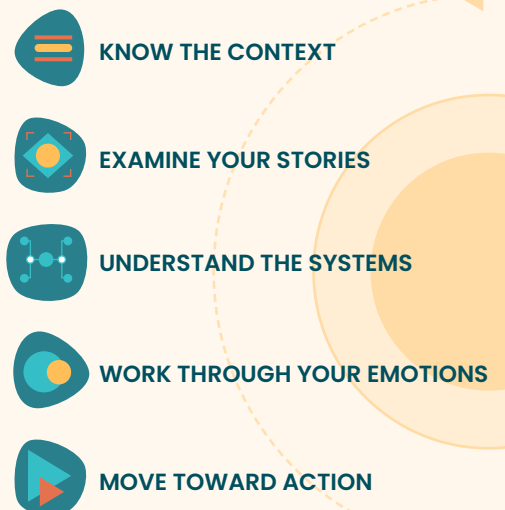 KNOW THE CONTEXT
EXAMINE YOUR STORIES
UNDERSTAND THE SYSTEMS
WORK THROUGH YOUR EMOTIONS
MOVE TOWARD ACTION